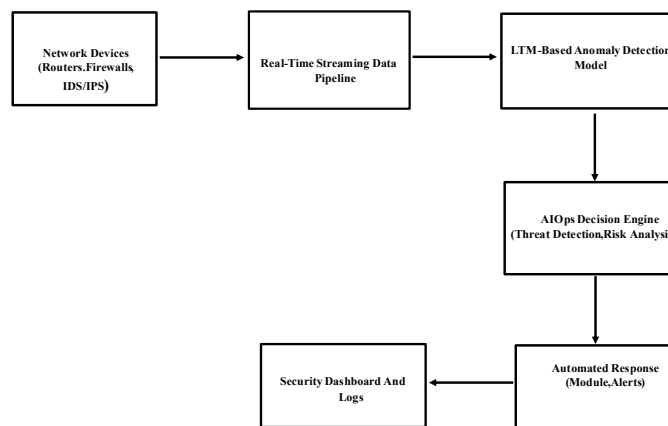 Network Devices
(Routers.Firewalls,
IDS/IPS)
Real-Time Streaming Data
Pipeline
LTM-Based Anomaly Detection
Model
AIOps Decision Engine
(Threat Detection,Risk Analysi
Automated Response
(Module,Alerts)
Security Dashboard And
Logs